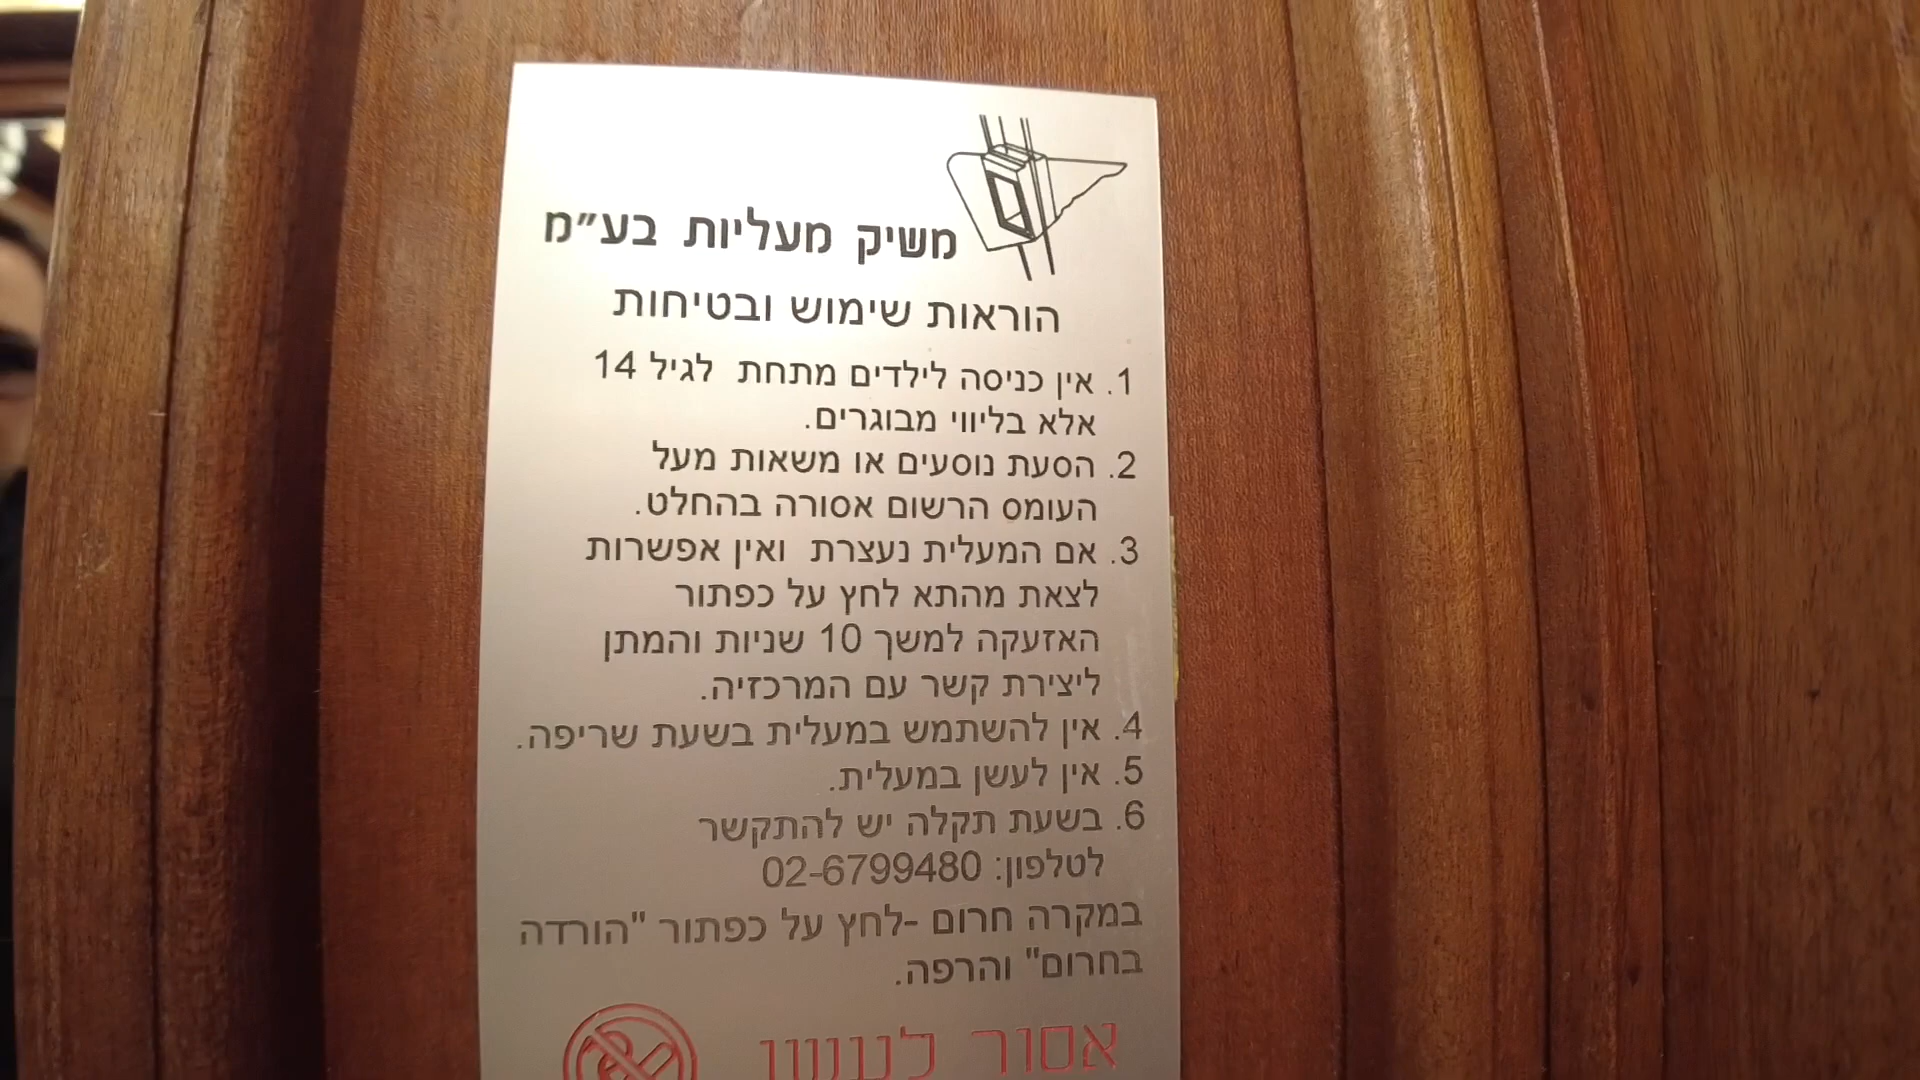 משיק מעליות בע"מ
הוראות שימוש ובטיחות
1. אין כניסה לילדים מתחת לגיל 14
אלא בליווי מבוגרים.
2. הסעת נוסעים או משאות מעל
העומס הרשום אסורה בהחלט.
3. אם המעלית נעצרת ואין אפשרות
לצאת מהתא לחץ על כפתור
האזעקה למשך 10 שניות והמתן
ליצירת קשר עם המרכזיה.
4. אין להשתמש במעלית בשעת שריפה.
5. אין לעשן במעלית.
6. בשעת תקלה יש להתקשר
לטלפון: 02-6799480
במקרה חרום -לחץ על כפתור "הורדה
בחרום" והרפה.
אסור לעשן